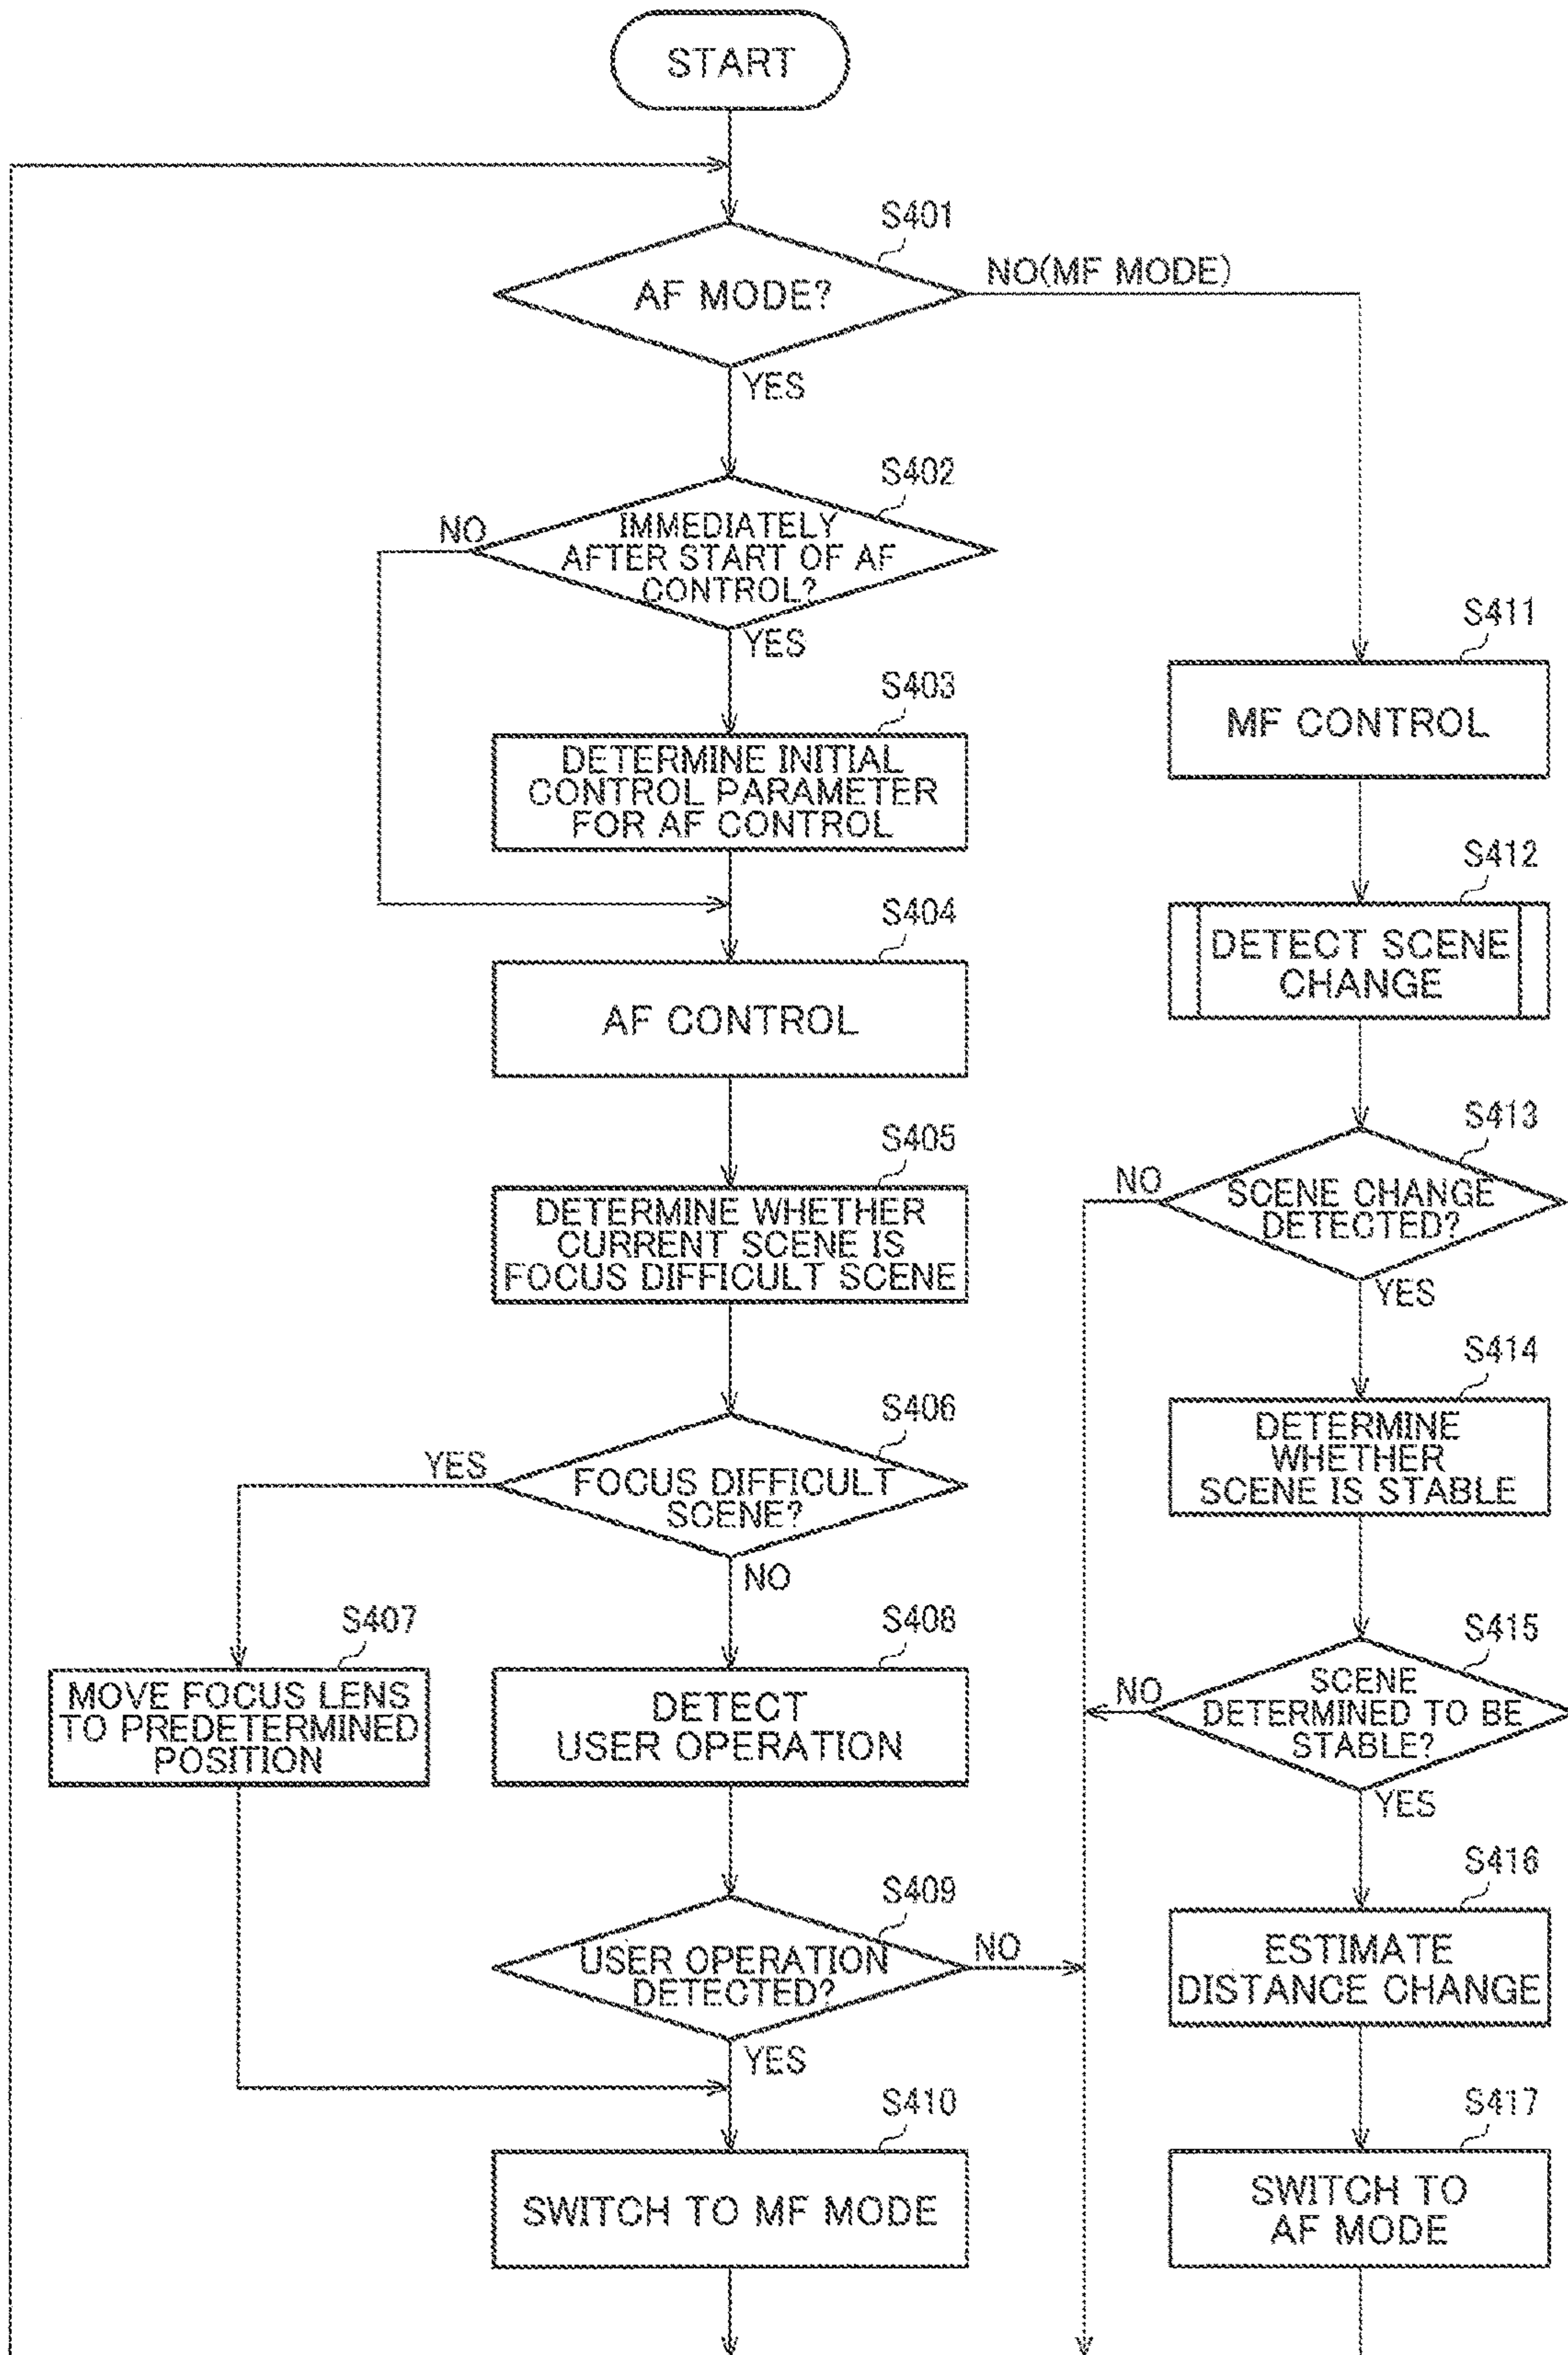 START
S401
AF MODE?
NO(MF MODE)
YES
S402
NO
IMMEDIATELY
AFTER START OF AF
CONTROL?
YES
S403
DETERMINE INITIAL
CONTROL PARAMETER
FOR AF CONTROL
S404
AF CONTROL
S405
DETERMINE WHETHER
CURRENT SCENE IS
FOCUS DIFFICULT SCENE
S406
YES
FOCUS DIFFICULT
SCENE?
NO
S407
MOVE FOCUS LENS
TO PREDETERMINED
POSITION
S408
DETECT
USER OPERATION
S409
USER OPERATION
DETECTED?
NO
YES
S410
SWITCH TO MF MODE
S411
MF CONTROL
S412
DETECT SCENE
CHANGE
S413
NO
SCENE CHANGE
DETECTED?
YES
S414
DETERMINE
WHETHER
SCENE IS STABLE
S415
NO
SCENE
DETERMINED TO BE
STABLE?
YES
S416
ESTIMATE
DISTANCE CHANGE
S417
SWITCH TO
AF MODE